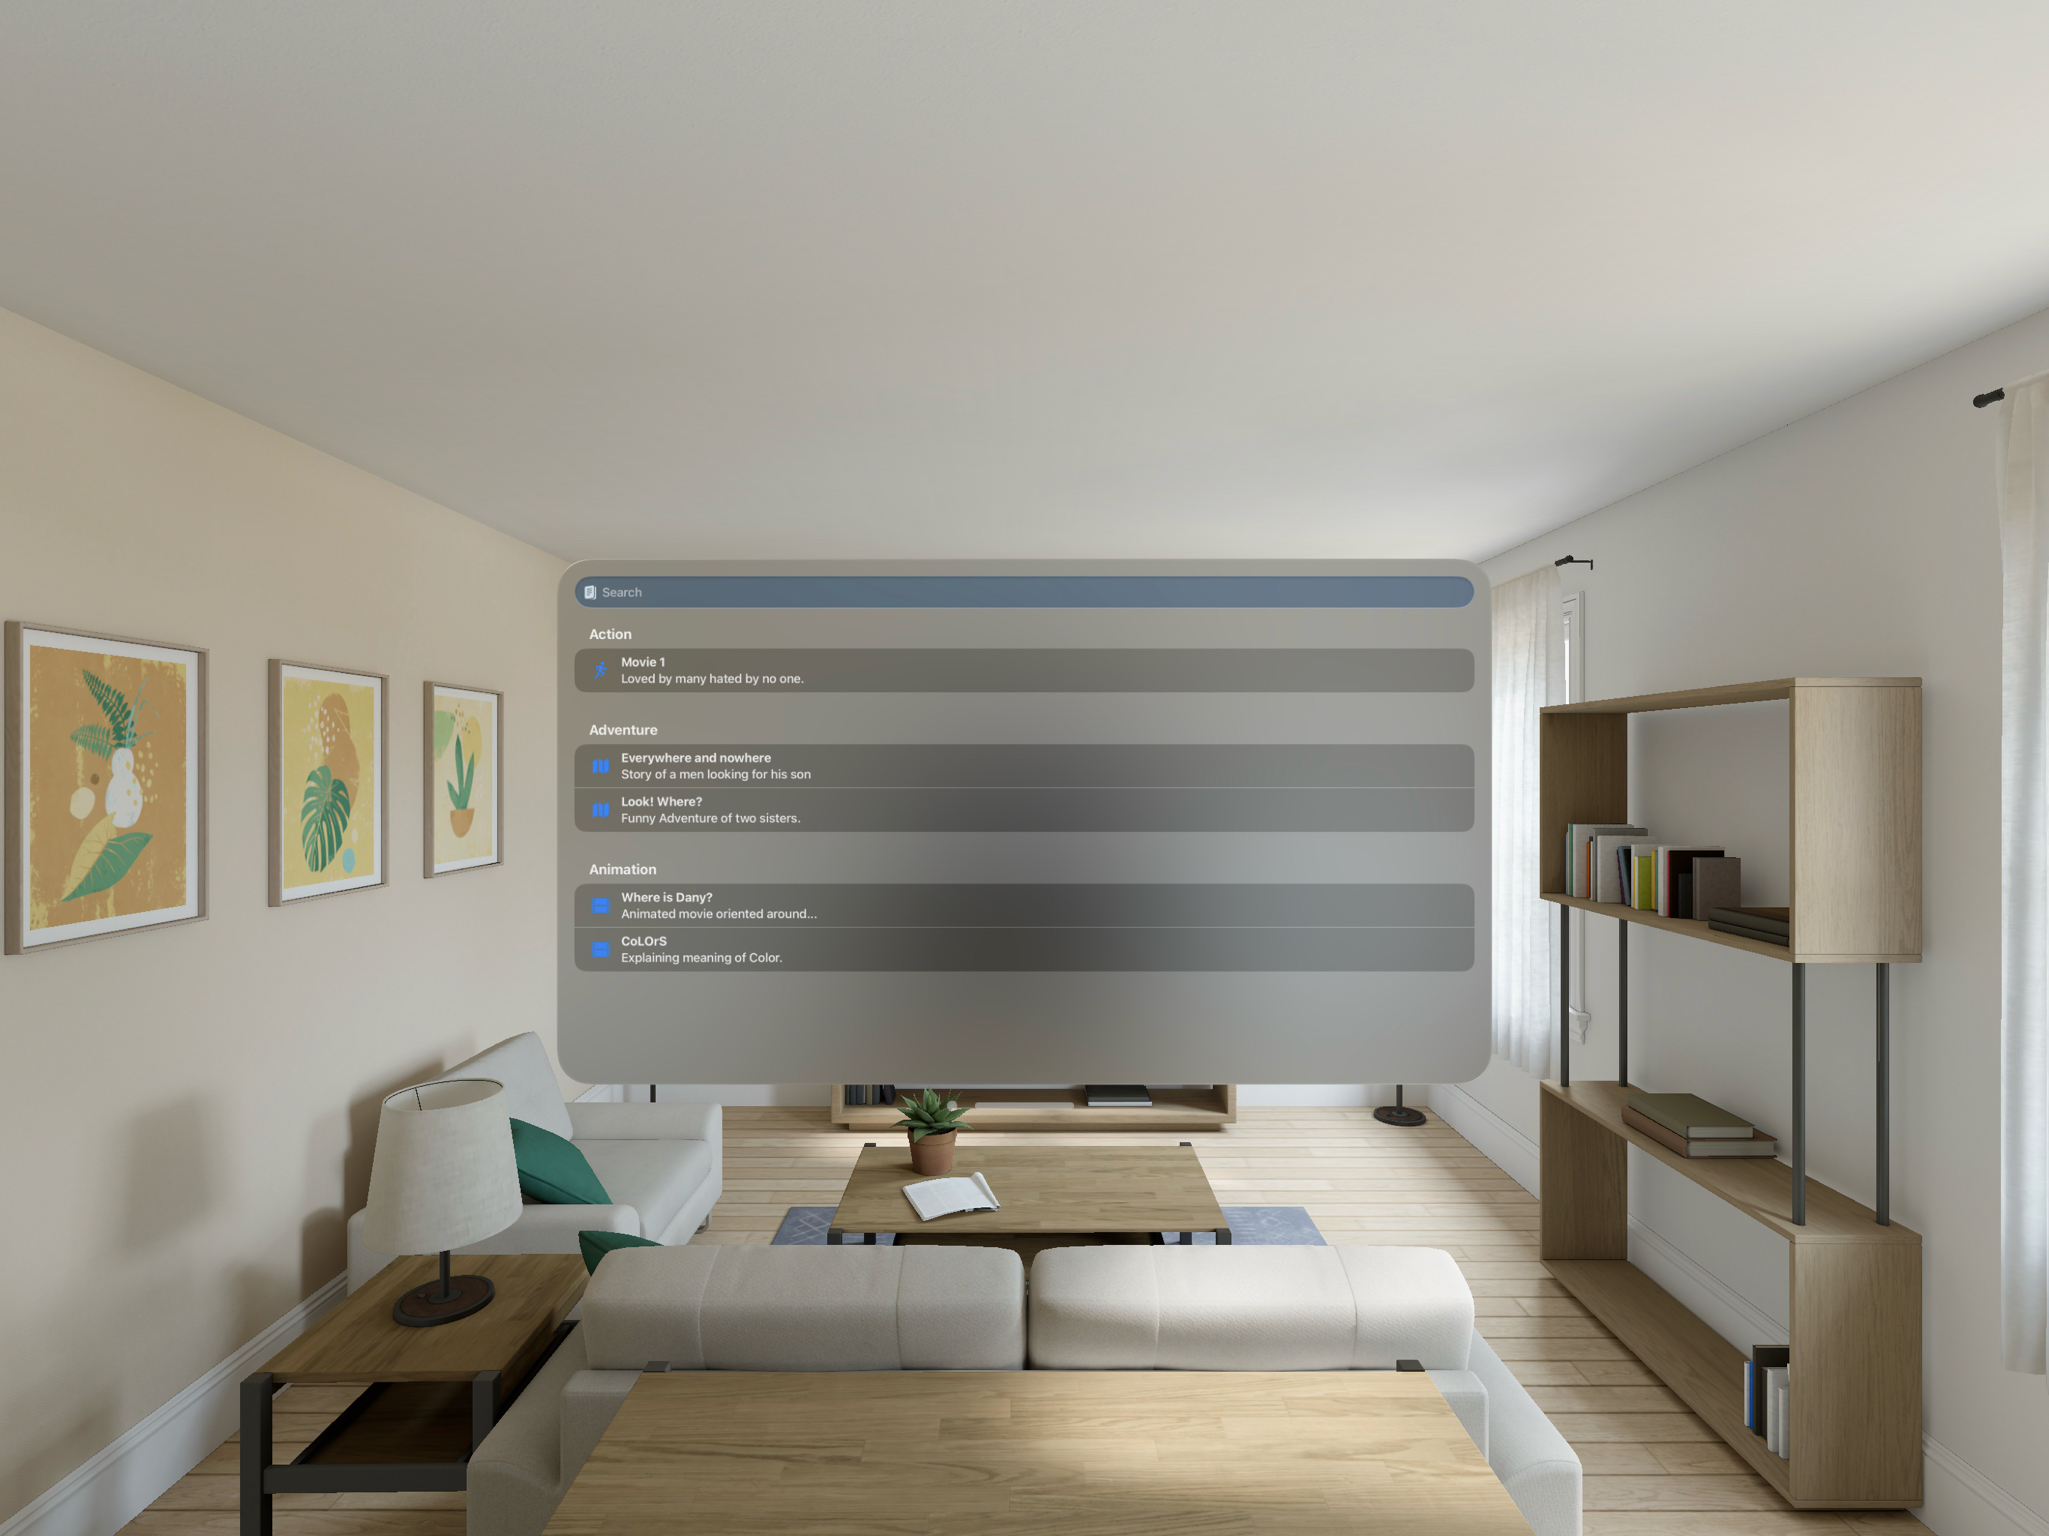 Search
Action
Movie 1
Loved by many hated by no one.
Adventure
Everywhere and nowhere
Story of a men looking for his son
Look! Where?
Funny Adventure of two sisters.
Animation
Where is Dany?
Animated movie oriented around...
CoLOrS
Explaining meaning of Color.